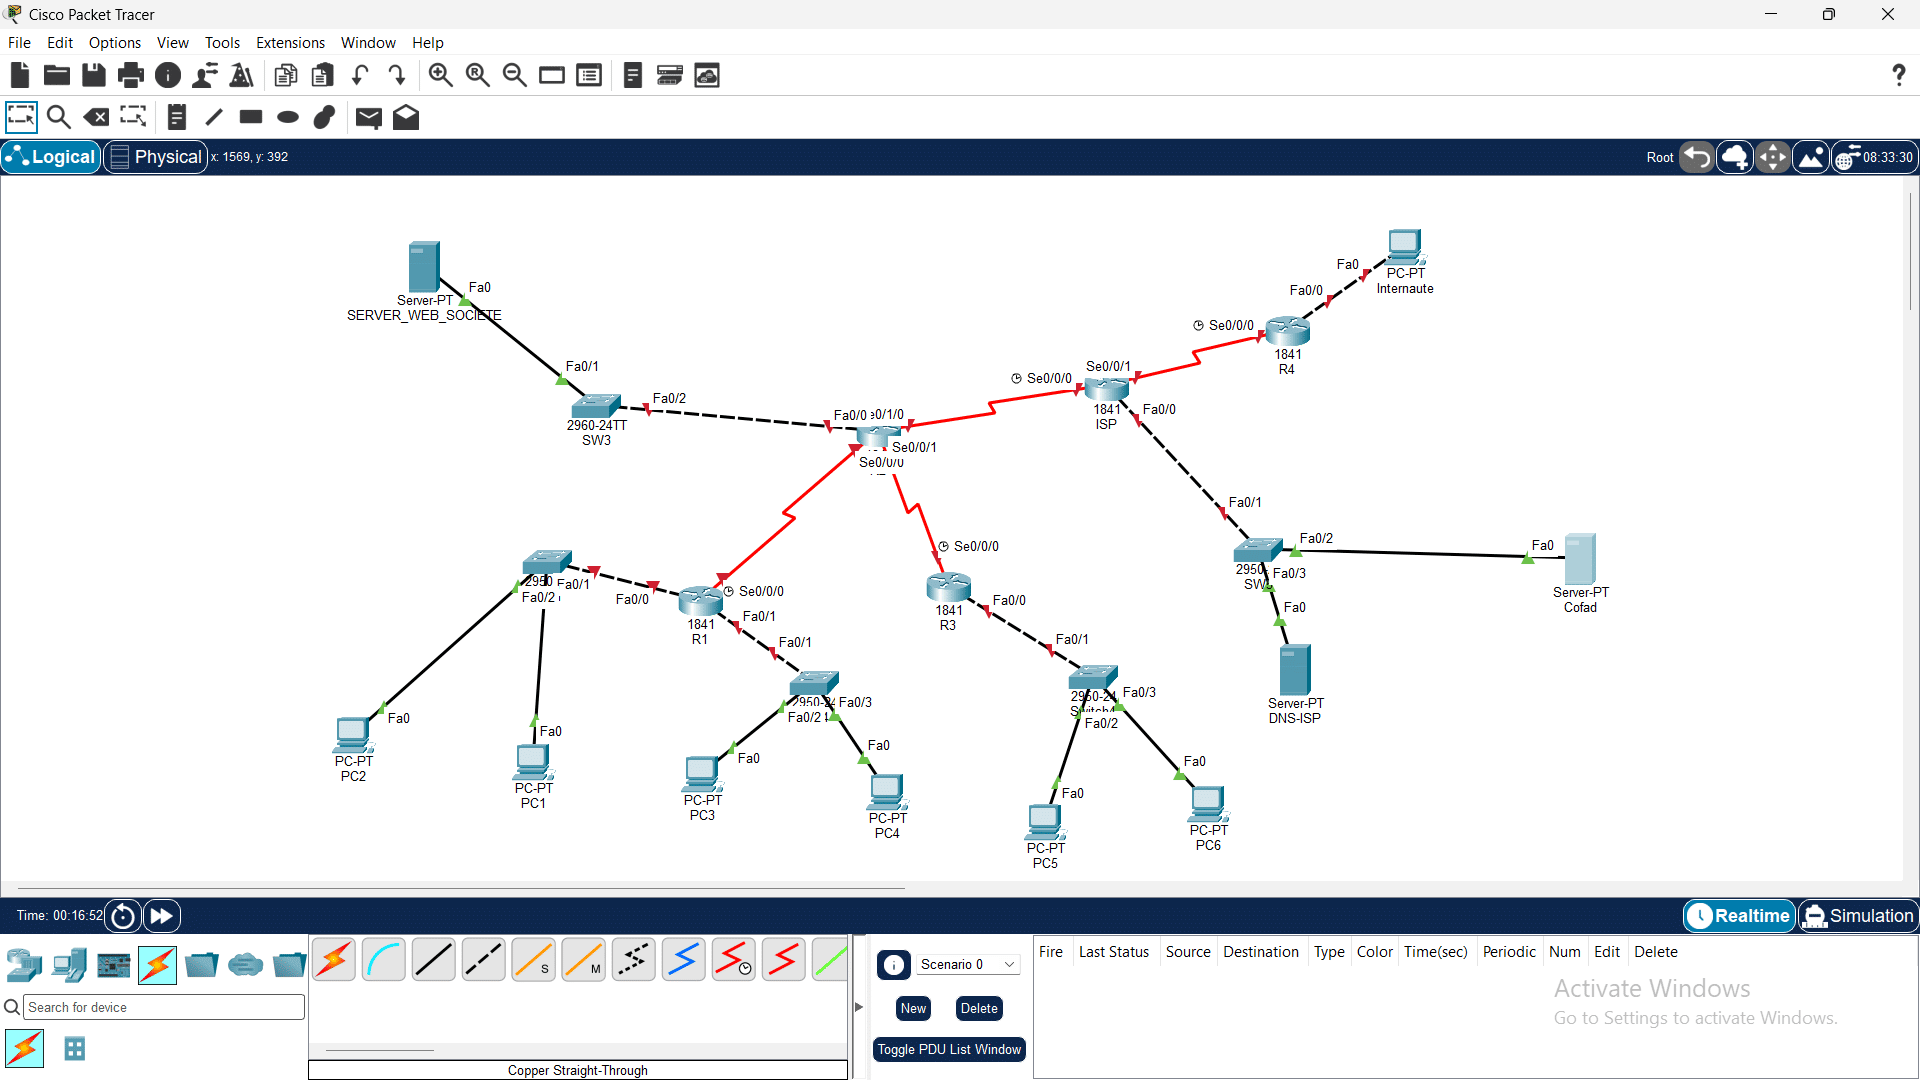 Cisco Packet Tracer
File Edit Options View Tools Extensions Window Help
Logical Physical x: 1569, y: 392 Root 08:33:30
PC-PT
Internaute
Fa0
Fa0/0
Se0/0/0
1841
R4
Fa0
Server-PT
SERVER_WEB_SOCIETE
Fa0/1
Fa0/2
2960-24TT
SW3
Fa0/0
Se0/0/1
Se0/0/0
Se0/0/0
Se0/0/1
1841
ISP
Fa0/0
Fa0/1
Fa0/2
Fa0/3
Fa0
Server-PT
Cofad
Fa0
Server-PT
DNS-ISP
Fa0/1
Fa0/2
Fa0/0
Se0/0/0
1841
R1
Fa0/1
Fa0/1
Se0/0/0
1841
R3
Fa0/0
Fa0/1
Fa0/3
Fa0/2
Fa0/3
Fa0/2
Fa0
PC-PT
PC2
Fa0
PC-PT
PC1
Fa0
PC-PT
PC3
Fa0
PC-PT
PC4
Fa0
PC-PT
PC5
Fa0
PC-PT
PC6
Time: 00:16:52 Realtime Simulation
Search for device
S
M
Copper Straight-Through
Scenario 0
New Delete
Toggle PDU List Window
Fire Last Status Source Destination Type Color Time(sec) Periodic Num Edit Delete
Activate Windows
Go to Settings to activate Windows.